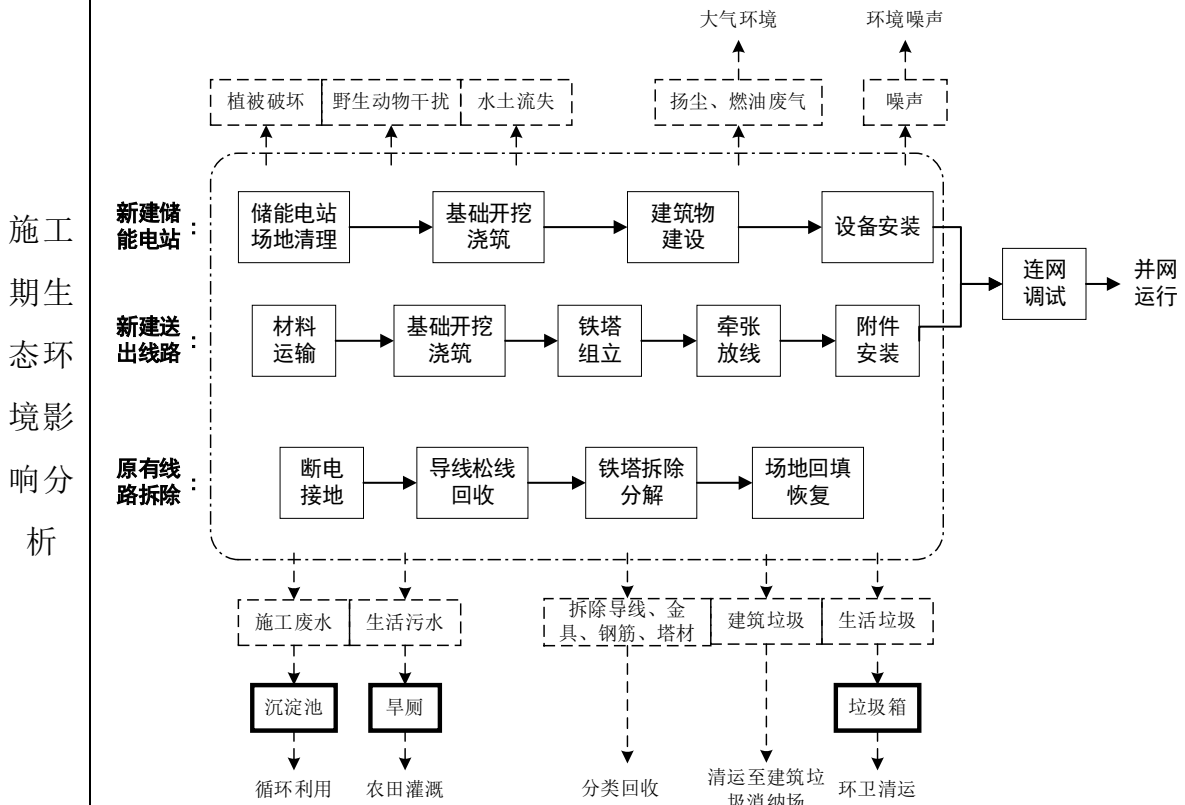 施工
期生
态环
境影
响分
析
大气环境
环境噪声
植被破坏
野生动物干扰
水土流失
扬尘、燃油废气
噪声
新建储
能电站：
储能电站
场地清理
基础开挖
浇筑
建筑物
建设
设备安装
连网
调试
并网
运行
新建送
出线路：
材料
运输
基础开挖
浇筑
铁塔
组立
牵张
放线
附件
安装
原有线
路拆除：
断电
接地
导线松线
回收
铁塔拆除
分解
场地回填
恢复
施工废水
生活污水
拆除导线、金
具、钢筋、塔材
建筑垃圾
生活垃圾
沉淀池
旱厕
垃圾箱
循环利用
农田灌溉
分类回收
清运至建筑垃
圾消纳场
环卫清运